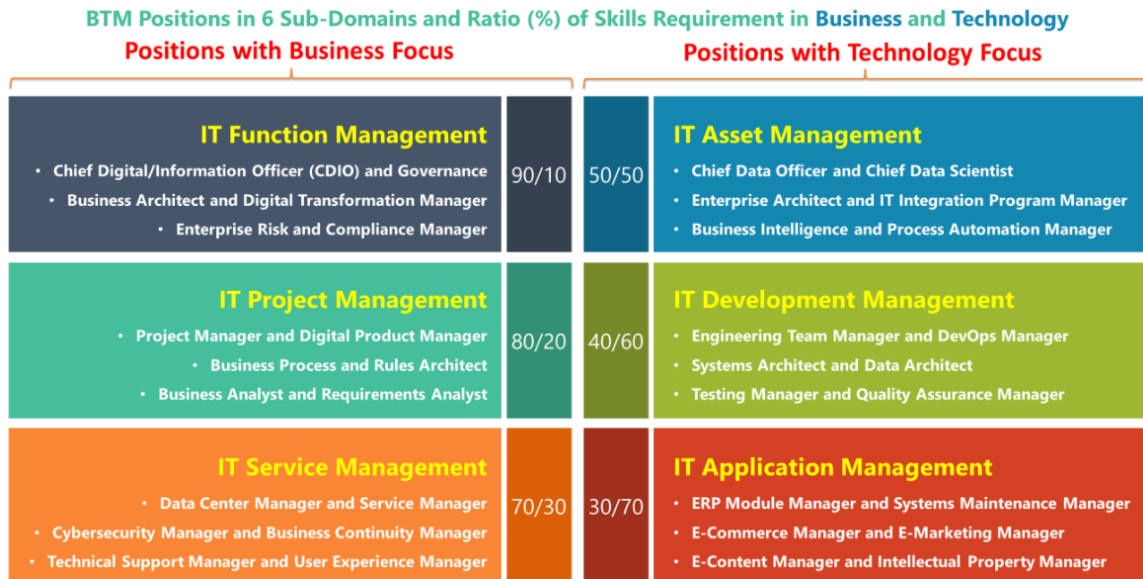 BTM Positions in 6 Sub-Domains and Ratio (%) of Skills Requirement in Business and Technology
Positions with Business Focus
Positions with Technology Focus
IT Function Management
• Chief Digital/Information Officer (CDIO) and Governance
• Business Architect and Digital Transformation Manager
• Enterprise Risk and Compliance Manager
90/10
50/50
IT Asset Management
• Chief Data Officer and Chief Data Scientist
• Enterprise Architect and IT Integration Program Manager
• Business Intelligence and Process Automation Manager
IT Project Management
• Project Manager and Digital Product Manager
• Business Process and Rules Architect
• Business Analyst and Requirements Analyst
80/20
40/60
IT Development Management
• Engineering Team Manager and DevOps Manager
• Systems Architect and Data Architect
• Testing Manager and Quality Assurance Manager
IT Service Management
• Data Center Manager and Service Manager
• Cybersecurity Manager and Business Continuity Manager
• Technical Support Manager and User Experience Manager
70/30
30/70
IT Application Management
• ERP Module Manager and Systems Maintenance Manager
• E-Commerce Manager and E-Marketing Manager
• E-Content Manager and Intellectual Property Manager